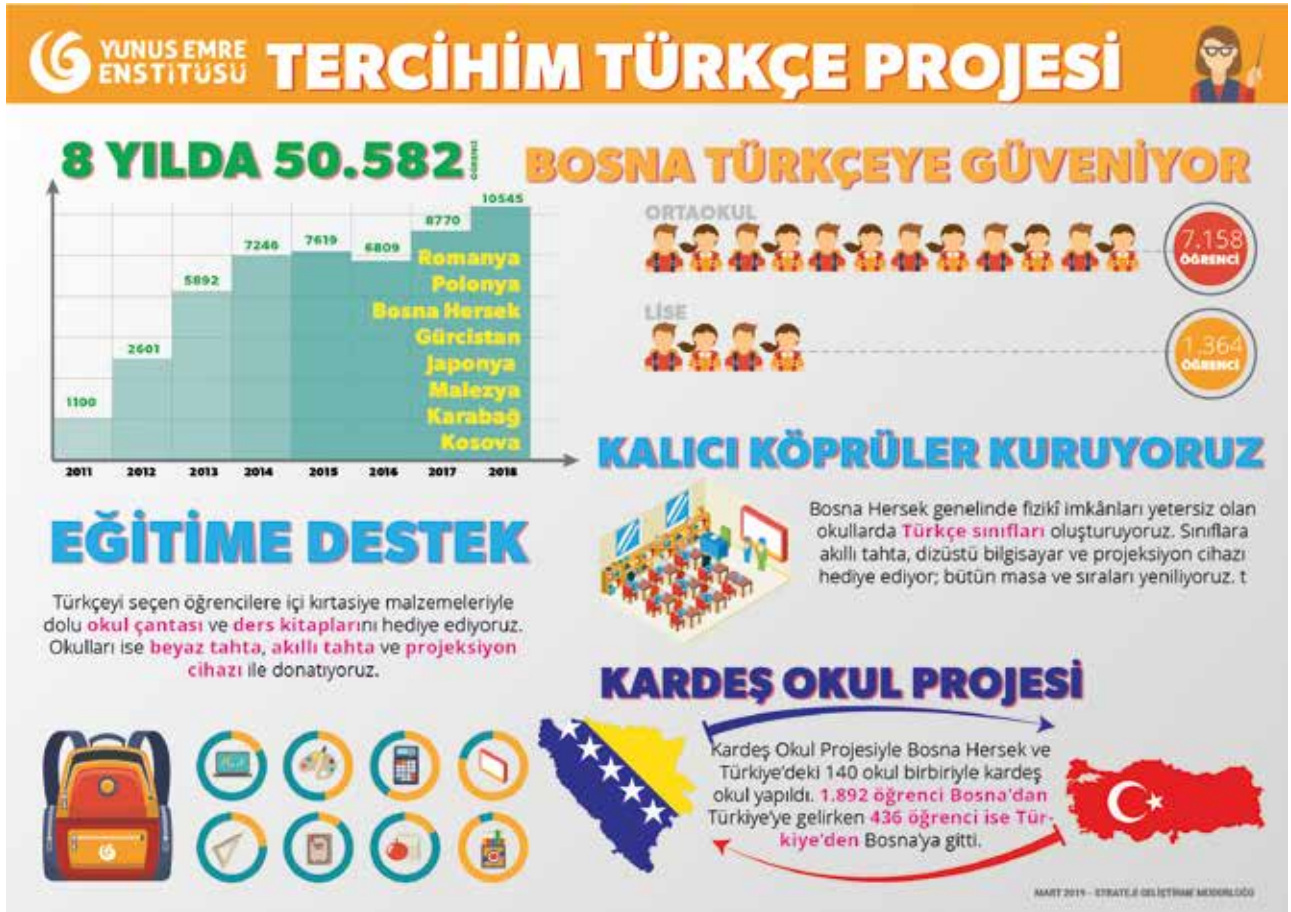 YUNUS EMRE
ENSTİTÜSÜ
TERCİHİM TÜRKÇE PROJESİ
8 YILDA 50.582
ÖĞRENCİ
10545
8770
7246
7619
6809
5892
2601
1100
Romanya
Polonya
Bosna Hersek
Gürcistan
Japonya
Malezya
Karabağ
Kosova
2011 2012 2013 2014 2015 2016 2017 2018
BOSNA TÜRKÇEYE GÜVENİYOR
ORTAOKUL
7.158
ÖĞRENCİ
LİSE
1.364
ÖĞRENCİ
EĞİTİME DESTEK
Türkçeyi seçen öğrencilere içi kırtasiye malzemeleriyle
dolu okul çantası ve ders kitaplarını hediye ediyoruz.
Okulları ise beyaz tahta, akıllı tahta ve projeksiyon
cihazı ile donatıyoruz.
KALICI KÖPRÜLER KURUYORUZ
Bosna Hersek genelinde fizikî imkânları yetersiz olan
okullarda Türkçe sınıfları oluşturuyoruz. Sınıflara
akıllı tahta, dizüstü bilgisayar ve projeksiyon cihazı
hediye ediyor; bütün masa ve sıraları yeniliyoruz. t
KARDEŞ OKUL PROJESİ
Kardeş Okul Projesiyle Bosna Hersek ve
Türkiye'deki 140 okul birbiriyle kardeş
okul yapıldı. 1.892 öğrenci Bosna'dan
Türkiye'ye gelirken 436 öğrenci ise Tür-
kiye'den Bosna'ya gitti.
MART 2019 - STRATEJİ GELİŞTİRME MÜDÜRLÜĞÜ